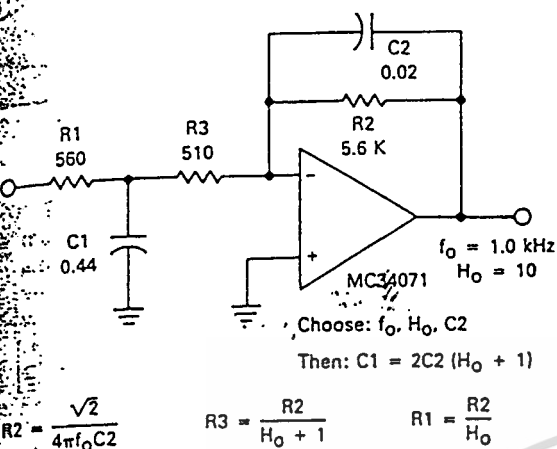 C2
0.02
R2
5.6 K
R1
560
R3
510
C1
0.44
−
+
MC34071
f₀ = 1.0 kHz
H₀ = 10
Choose: f₀, H₀, C2
Then: C1 = 2C2 (H₀ + 1)
R2 = √2 / 4πf₀C2
R3 = R2 / H₀ + 1
R1 = R2 / H₀